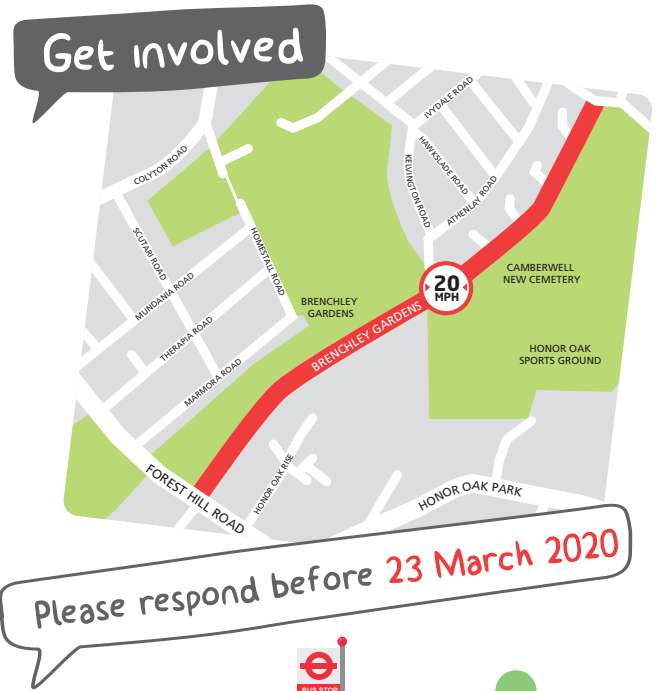 Get involved
IVYDALE ROAD
HAWKSLADE ROAD
KELVINGTON ROAD
ATHENLAY ROAD
COLYTON ROAD
SCUTARI ROAD
HOMESTALL ROAD
MUNDANIA ROAD
THERAPIA ROAD
MARMORA ROAD
BRENCHLEY
GARDENS
20
MPH
BRENCHLEY GARDENS
CAMBERWELL
NEW CEMETERY
HONOR OAK
SPORTS GROUND
FOREST HILL ROAD
HONOR OAK RISE
HONOR OAK PARK
Please respond before 23 March 2020
BUS STOP